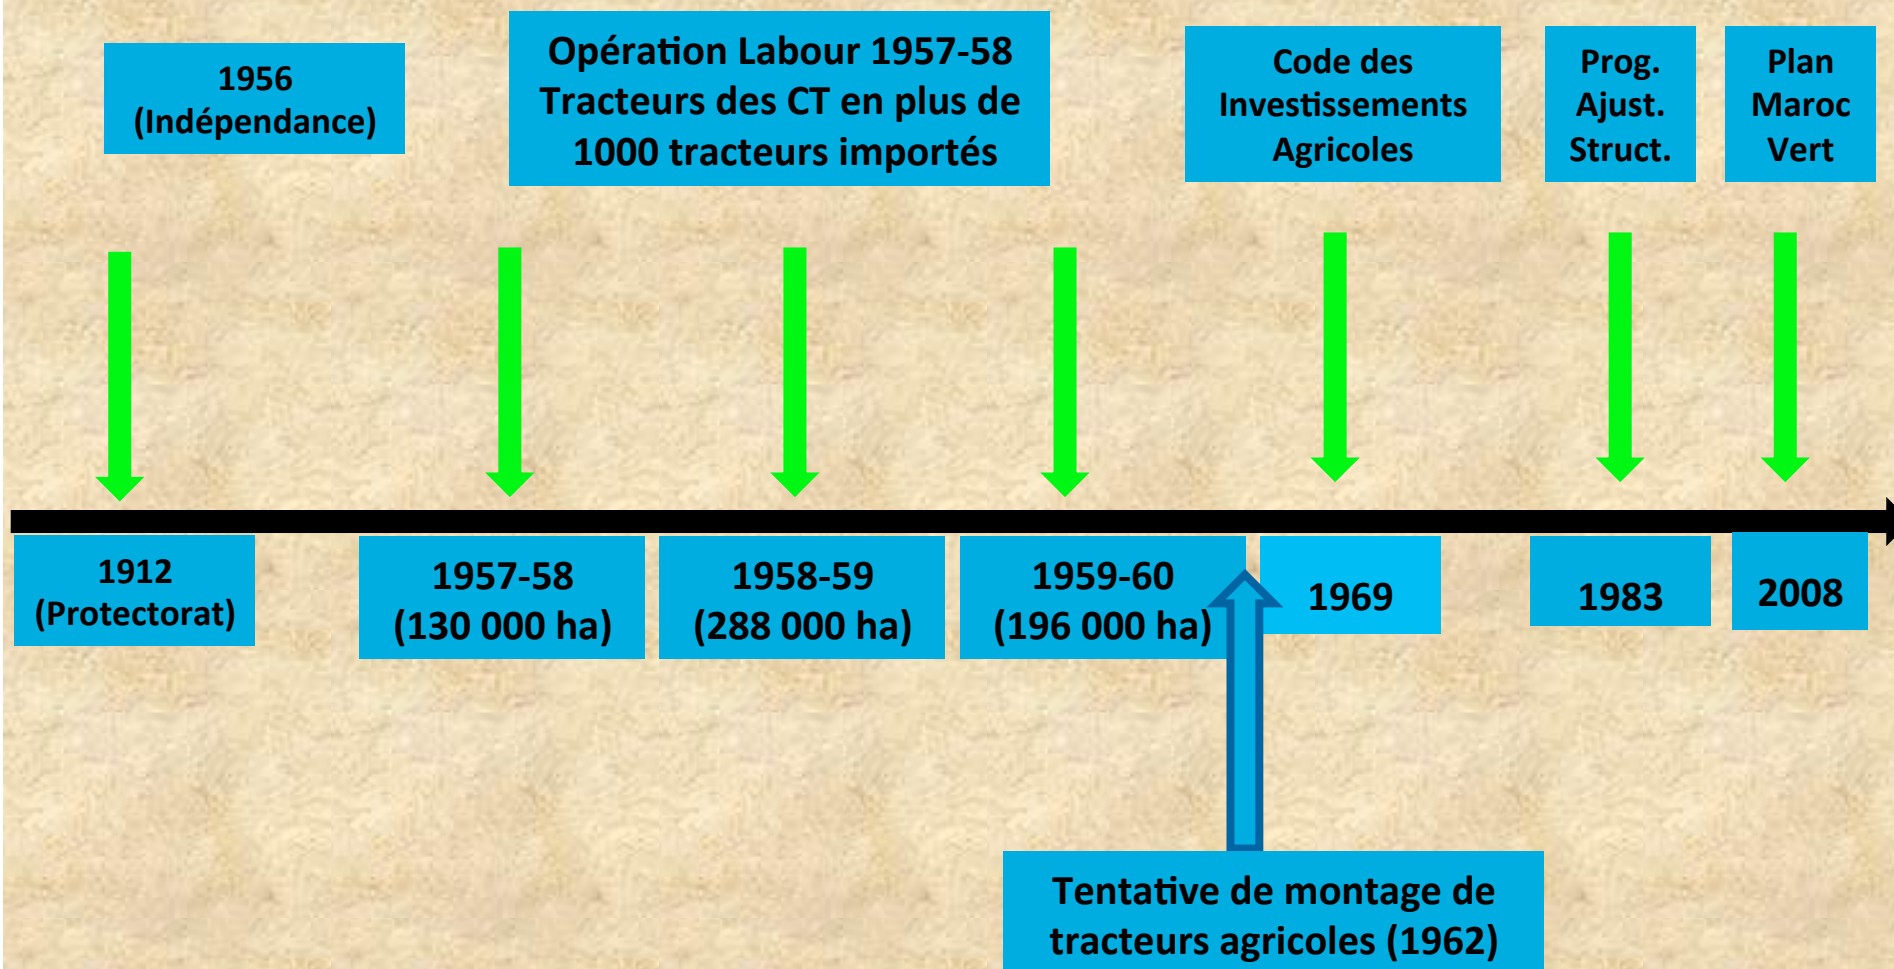 1956
(Indépendance)
Opération Labour 1957-58
Tracteurs des CT en plus de
1000 tracteurs importés
Code des
Investissements
Agricoles
Prog.
Ajust.
Struct.
Plan
Maroc
Vert
1912
(Protectorat)
1957-58
(130 000 ha)
1958-59
(288 000 ha)
1959-60
(196 000 ha)
1969
1983
2008
Tentative de montage de
tracteurs agricoles (1962)